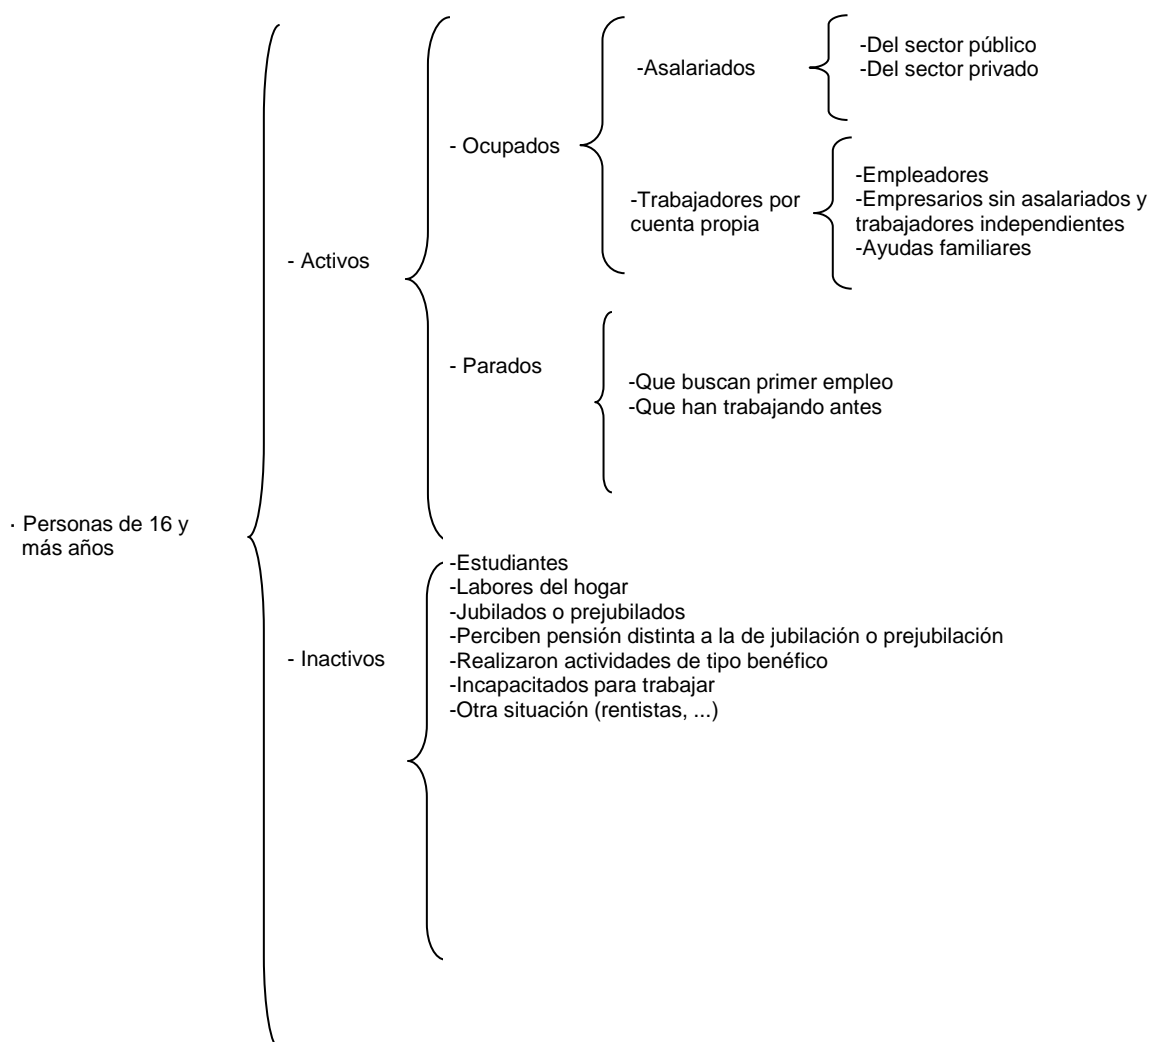 -Del sector público
-Del sector privado
-Asalariados
- Ocupados
-Empleadores
-Empresarios sin asalariados y
trabajadores independientes
-Ayudas familiares
-Trabajadores por
cuenta propia
- Activos
- Parados
-Que buscan primer empleo
-Que han trabajando antes
· Personas de 16 y
más años
-Estudiantes
-Labores del hogar
-Jubilados o prejubilados
-Perciben pensión distinta a la de jubilación o prejubilación
-Realizaron actividades de tipo benéfico
-Incapacitados para trabajar
-Otra situación (rentistas, ...)
- Inactivos